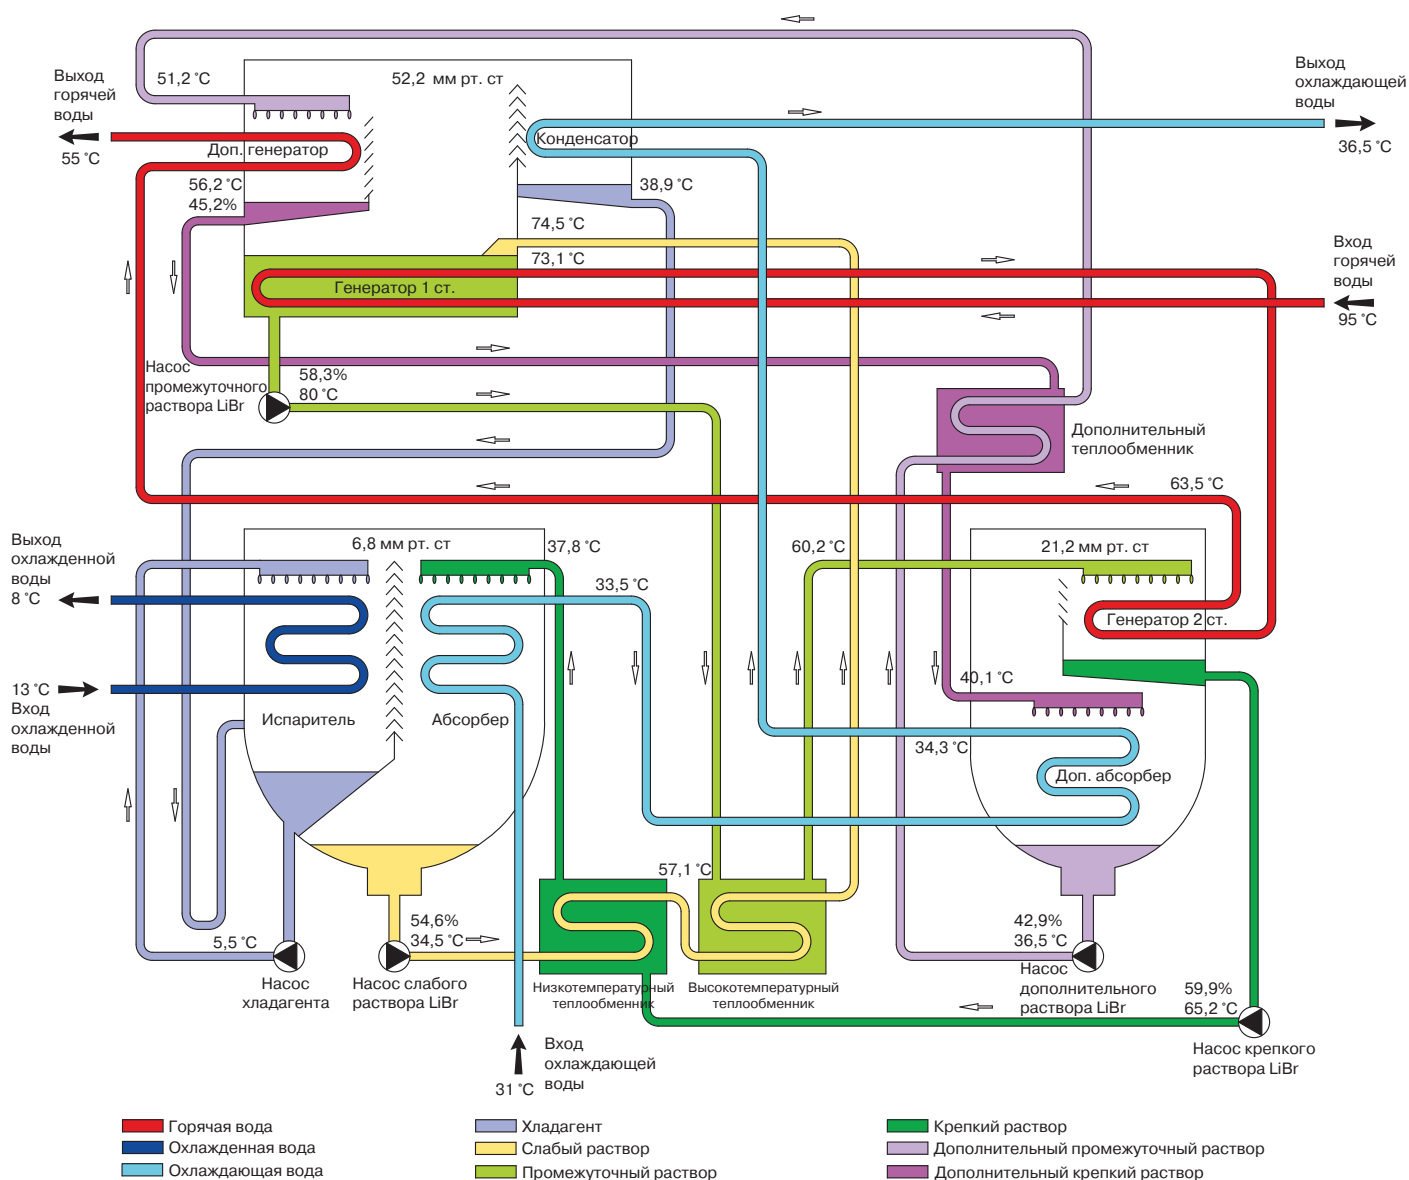 51,2 °C
52,2 мм рт. ст
Выход
горячей
воды
55 °C
Выход
охлаждающей
воды
36,5 °C
Конденсатор
Доп. генератор
56,2 °C
45,2%
38,9 °C
74,5 °C
73,1 °C
Генератор 1 ст.
Вход
горячей
воды
95 °C
Насос
промежуточного
раствора LiBr
58,3%
80 °C
Дополнительный
теплообменник
63,5 °C
Выход
охлажденной
воды
8 °C
6,8 мм рт. ст
37,8 °C
60,2 °C
21,2 мм рт. ст
33,5 °C
Генератор 2 ст.
13 °C
Вход
охлажденной
воды
Испаритель
Абсорбер
40,1 °C
34,3 °C
Доп. абсорбер
57,1 °C
54,6%
34,5 °C
5,5 °C
42,9%
36,5 °C
Насос
хладагента
Насос слабого
раствора LiBr
Низкотемпературный
теплообменник
Высокотемпературный
теплообменник
Насос
дополнительного
раствора LiBr
59,9%
65,2 °C
Насос крепкого
раствора LiBr
Вход
охлаждающей
воды
31 °C
Горячая вода
Охлажденная вода
Охлаждающая вода
Хладагент
Слабый раствор
Промежуточный раствор
Крепкий раствор
Дополнительный промежуточный раствор
Дополнительный крепкий раствор